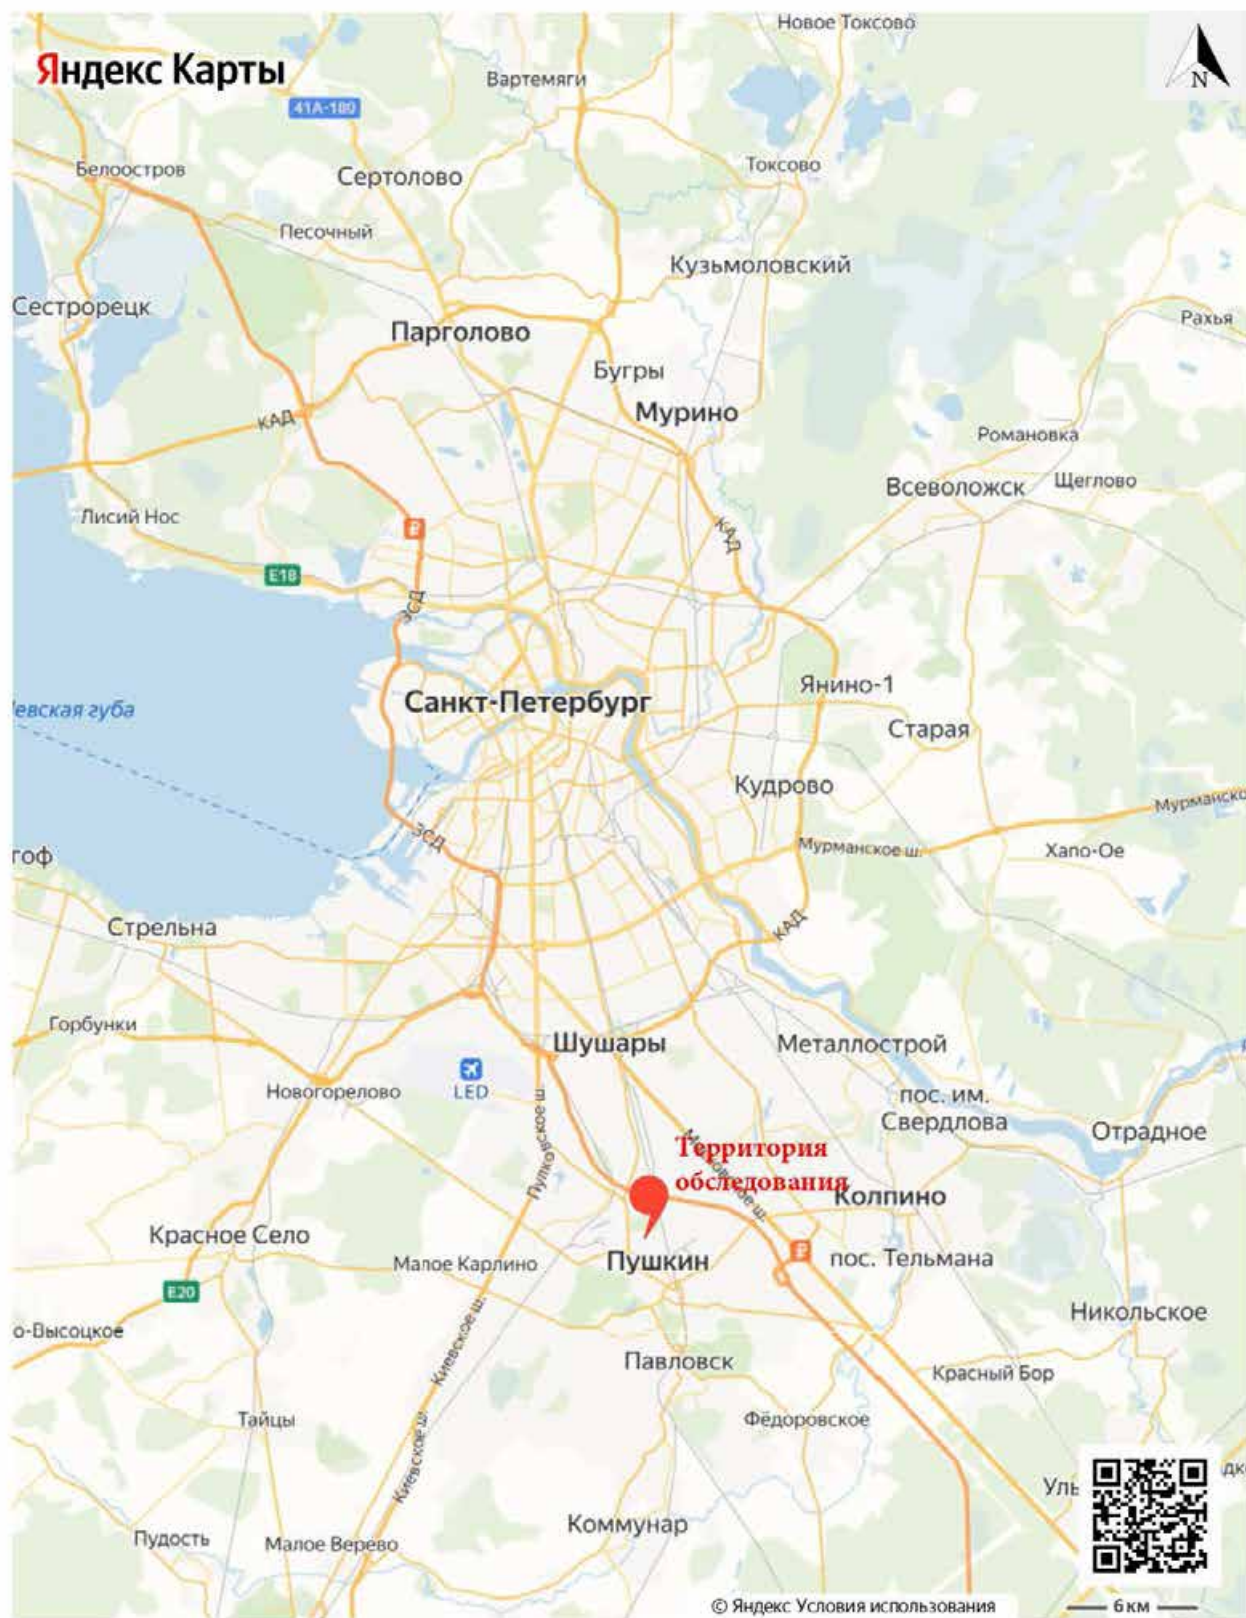 Новое Токсово
Яндекс Карты
N
Вартемяги
41А-180
Белоостров
Токсово
Сертолово
Песочный
Кузьмоловский
Сестрорецк
Рахья
Парголово
Бугры
Мурино
КАД
Романовка
Щеглово
Всеволожск
Лисий Нос
КАД
E18
ЗСД
Янино-1
Санкт-Петербург
евская губа
Старая
Кудрово
Мурманско
ЗСД
Мурманское ш.
Хапо-Ое
гоф
Стрельна
КАД
Горбунки
Шушары
Металлострой
LED
Новогорелово
пос. им.
Свердлова
Пулковское ш.
Отрадное
Московское ш.
Территория
обследования
Колпино
Красное Село
Малое Карлино
Пушкин
пос. Тельмана
E20
о-Высоцкое
Никольское
Киевское ш.
Павловск
Красный Бор
Тайцы
Фёдоровское
Киевское ш.
Уль
Коммунар
Пудость
Малое Верево
© Яндекс Условия использования
6 км